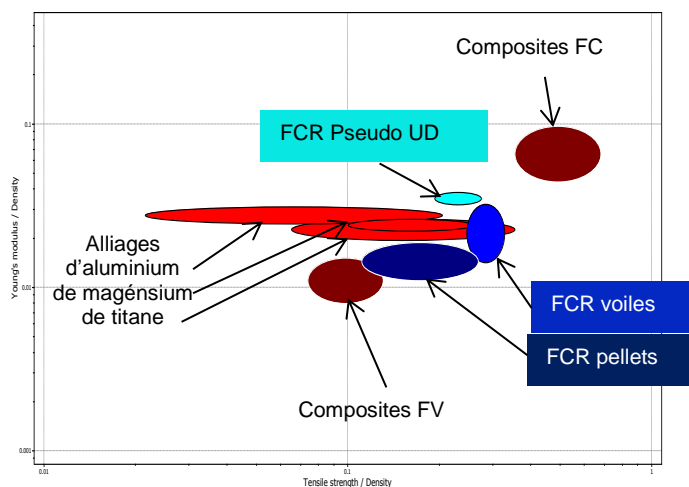 Composites FC
FCR Pseudo UD
0.1
Young's modulus / Density
Alliages
d'aluminium
de magénsium
de titane
0.01
FCR voiles
FCR pellets
Composites FV
0.001
0.01
0.1
1
Tensile strength / Density